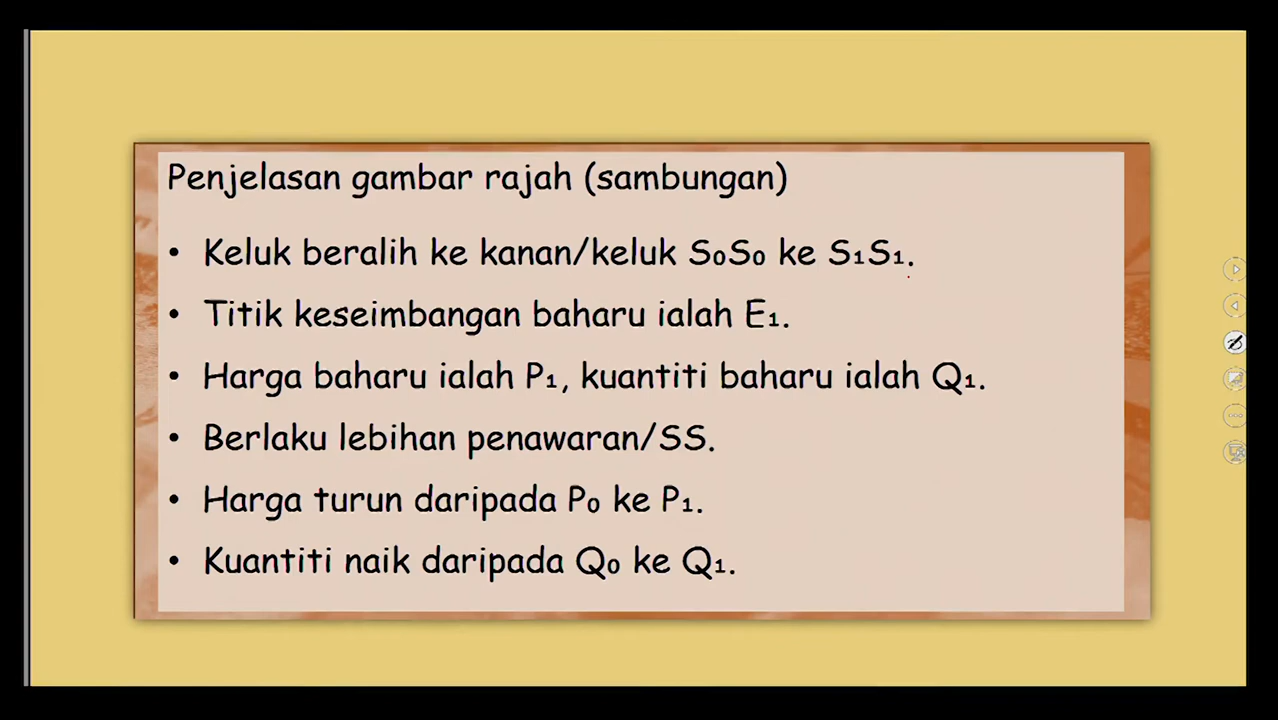 Penjelasan gambar rajah (sambungan)
• Keluk beralih ke kanan/keluk S₀S₀ ke S₁S₁.
• Titik keseimbangan baharu ialah E₁.
• Harga baharu ialah P₁, kuantiti baharu ialah Q₁.
• Berlaku lebihan penawaran/SS.
• Harga turun daripada P₀ ke P₁.
• Kuantiti naik daripada Q₀ ke Q₁.